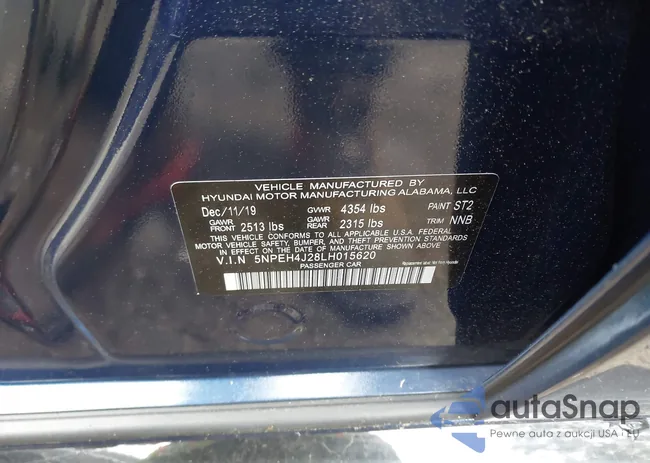 VEHICLE MANUFACTURED BY
HYUNDAI MOTOR MANUFACTURING ALABAMA, LLC
Dec/11/19 GVWR 4354 lbs PAINT ST2
GAWR FRONT 2513 lbs GAWR REAR 2315 lbs TRIM NNB
THIS VEHICLE CONFORMS TO ALL APPLICABLE U.S.A FEDERAL
MOTOR VEHICLE SAFETY, BUMPER, AND THEFT PREVENTION STANDARDS
IN EFFECT ON THE DATE OF MANUFACTURE SHOWN ABOVE.
V.I.N 5NPEH4J28LH015620
PASSENGER CAR
autaSnap
Pewne auta z aukcji USA i EU